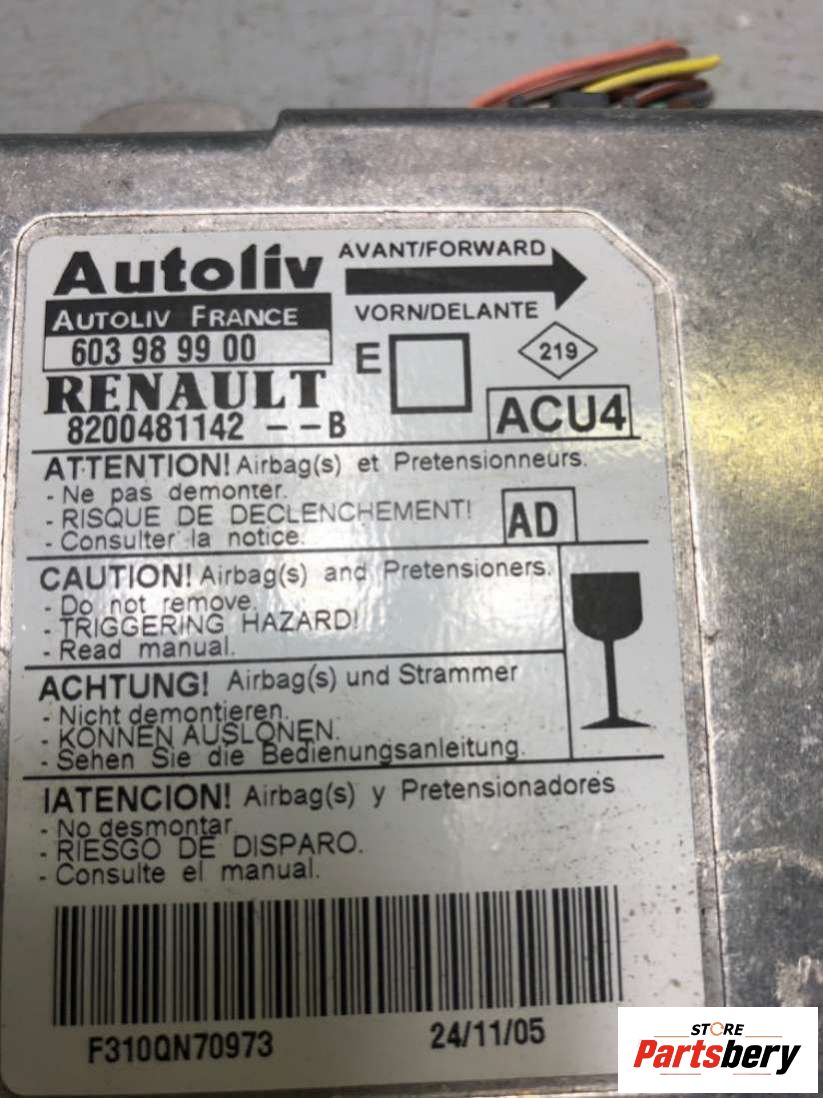 Autoliv
AVANT/FORWARD
AUTOLIV FRANCE
VORN/DELANTE
603 98 99 00
E
219
RENAULT
8200481142 --B
ACU4
ATTENTION! Airbag(s) et Pretensionneurs.
- Ne pas demonter.
- RISQUE DE DECLENCHEMENT!
- Consulter la notice.
AD
CAUTION! Airbag(s) and Pretensioners.
- Do not remove.
- TRIGGERING HAZARD!
- Read manual.
ACHTUNG! Airbag(s) und Strammer
- Nicht demontieren.
- KONNEN AUSLONEN.
- Sehen Sie die Bedienungsanleitung.
IATENCION! Airbag(s) y Pretensionadores
- No desmontar
- RIESGO DE DISPARO.
- Consulte el manual.
F310QN70973
24/11/05
STORE
Partsbery